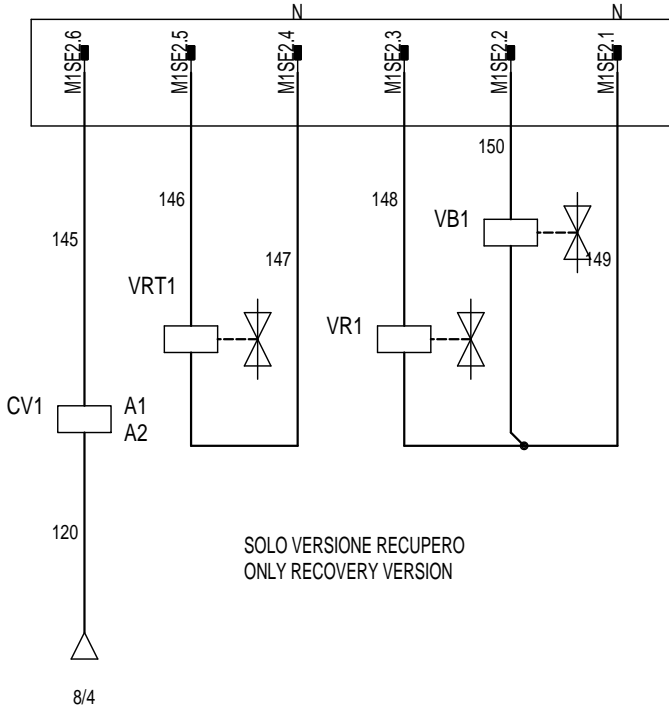 N N
M1SE2.6 M1SE2.5 M1SE2.4 M1SE2.3 M1SE2.2 M1SE2.1
150
146 148
VB1
145 147 149
VRT1
VR1
CV1 A1
A2
120
SOLO VERSIONE RECUPERO
ONLY RECOVERY VERSION
8/4